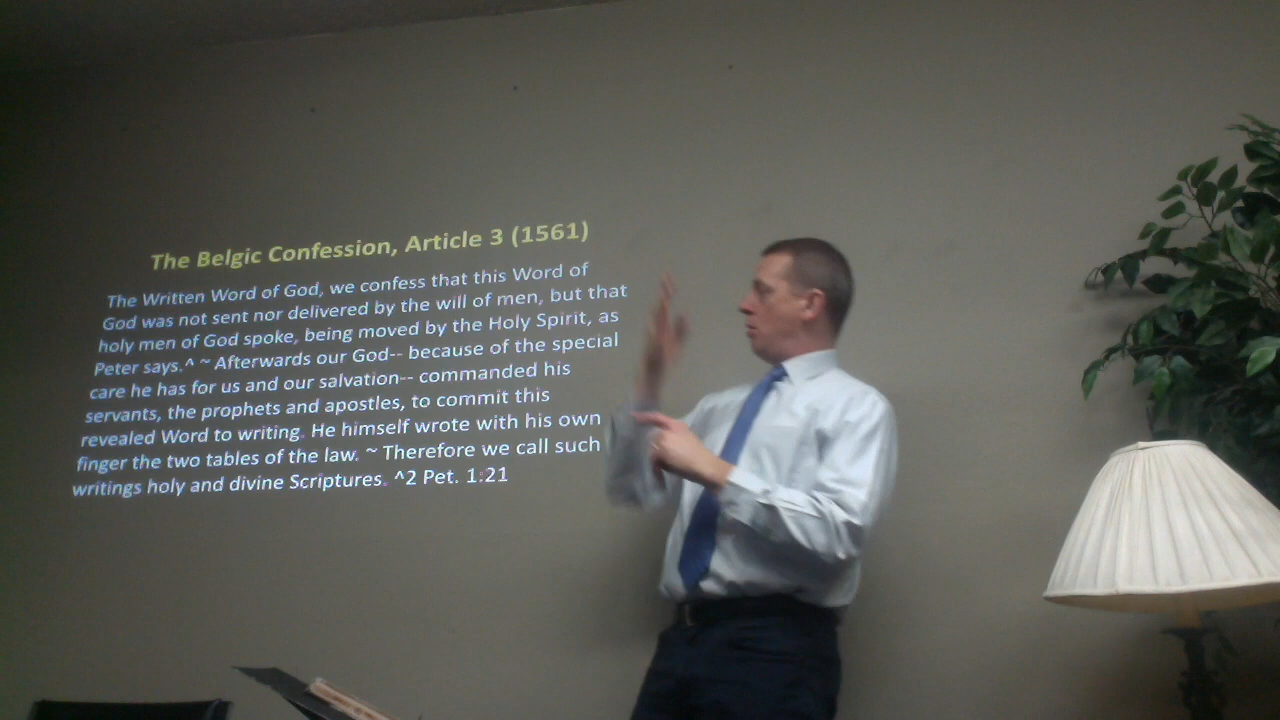 The Belgic Confession, Article 3 (1561)
The Written Word of God, we confess that this Word of
God was not sent nor delivered by the will of men, but that
holy men of God spoke, being moved by the Holy Spirit, as
Peter says.^ ~ Afterwards our God-- because of the special
care he has for us and our salvation-- commanded his
servants, the prophets and apostles, to commit this
revealed Word to writing. He himself wrote with his own
finger the two tables of the law. ~ Therefore we call such
writings holy and divine Scriptures. ^2 Pet. 1:21